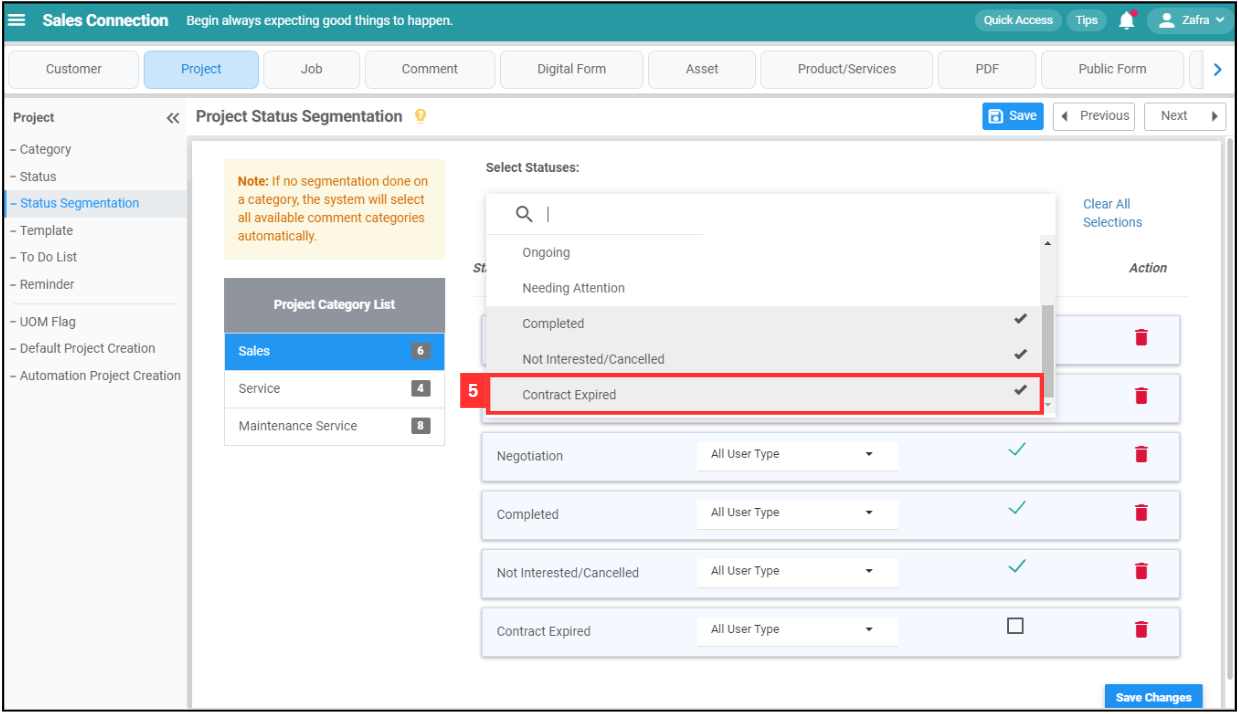 Sales Connection Begin always expecting good things to happen. Quick Access Tips Zafra
Customer Project Job Comment Digital Form Asset Product/Services PDF Public Form
Project
– Category
– Status
– Status Segmentation
– Template
– To Do List
– Reminder
– UOM Flag
– Default Project Creation
– Automation Project Creation
Project Status Segmentation Save Previous Next
Note: If no segmentation done on
a category, the system will select
all available comment categories
automatically.
Project Category List
Sales 6
Service 4
Maintenance Service 8
Select Statuses:
Clear All
Selections
Ongoing
Action
Needing Attention
Completed
Not Interested/Cancelled
5 Contract Expired
Negotiation All User Type
Completed All User Type
Not Interested/Cancelled All User Type
Contract Expired All User Type
Save Changes